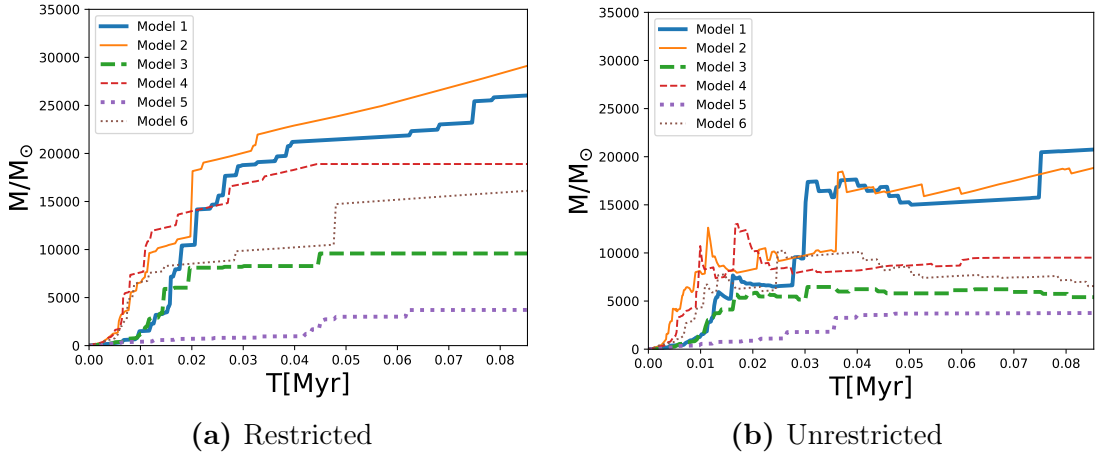 35000
30000
25000
20000
15000
10000
5000
0
M/M⊙
Model 1
Model 2
Model 3
Model 4
Model 5
Model 6
0.00 0.01 0.02 0.03 0.04 0.05 0.06 0.07 0.08
T[Myr]
(a) Restricted
35000
30000
25000
20000
15000
10000
5000
0
M/M⊙
Model 1
Model 2
Model 3
Model 4
Model 5
Model 6
0.00 0.01 0.02 0.03 0.04 0.05 0.06 0.07 0.08
T[Myr]
(b) Unrestricted